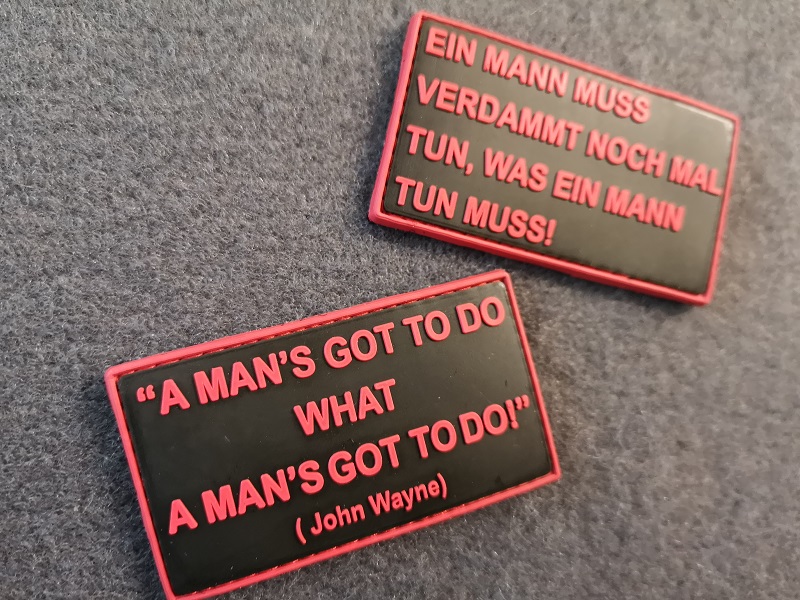 EIN MANN MUSS
VERDAMMT NOCH MAL
TUN, WAS EIN MANN
TUN MUSS!
“A MAN’S GOT TO DO
WHAT
A MAN’S GOT TO DO!”
( John Wayne)